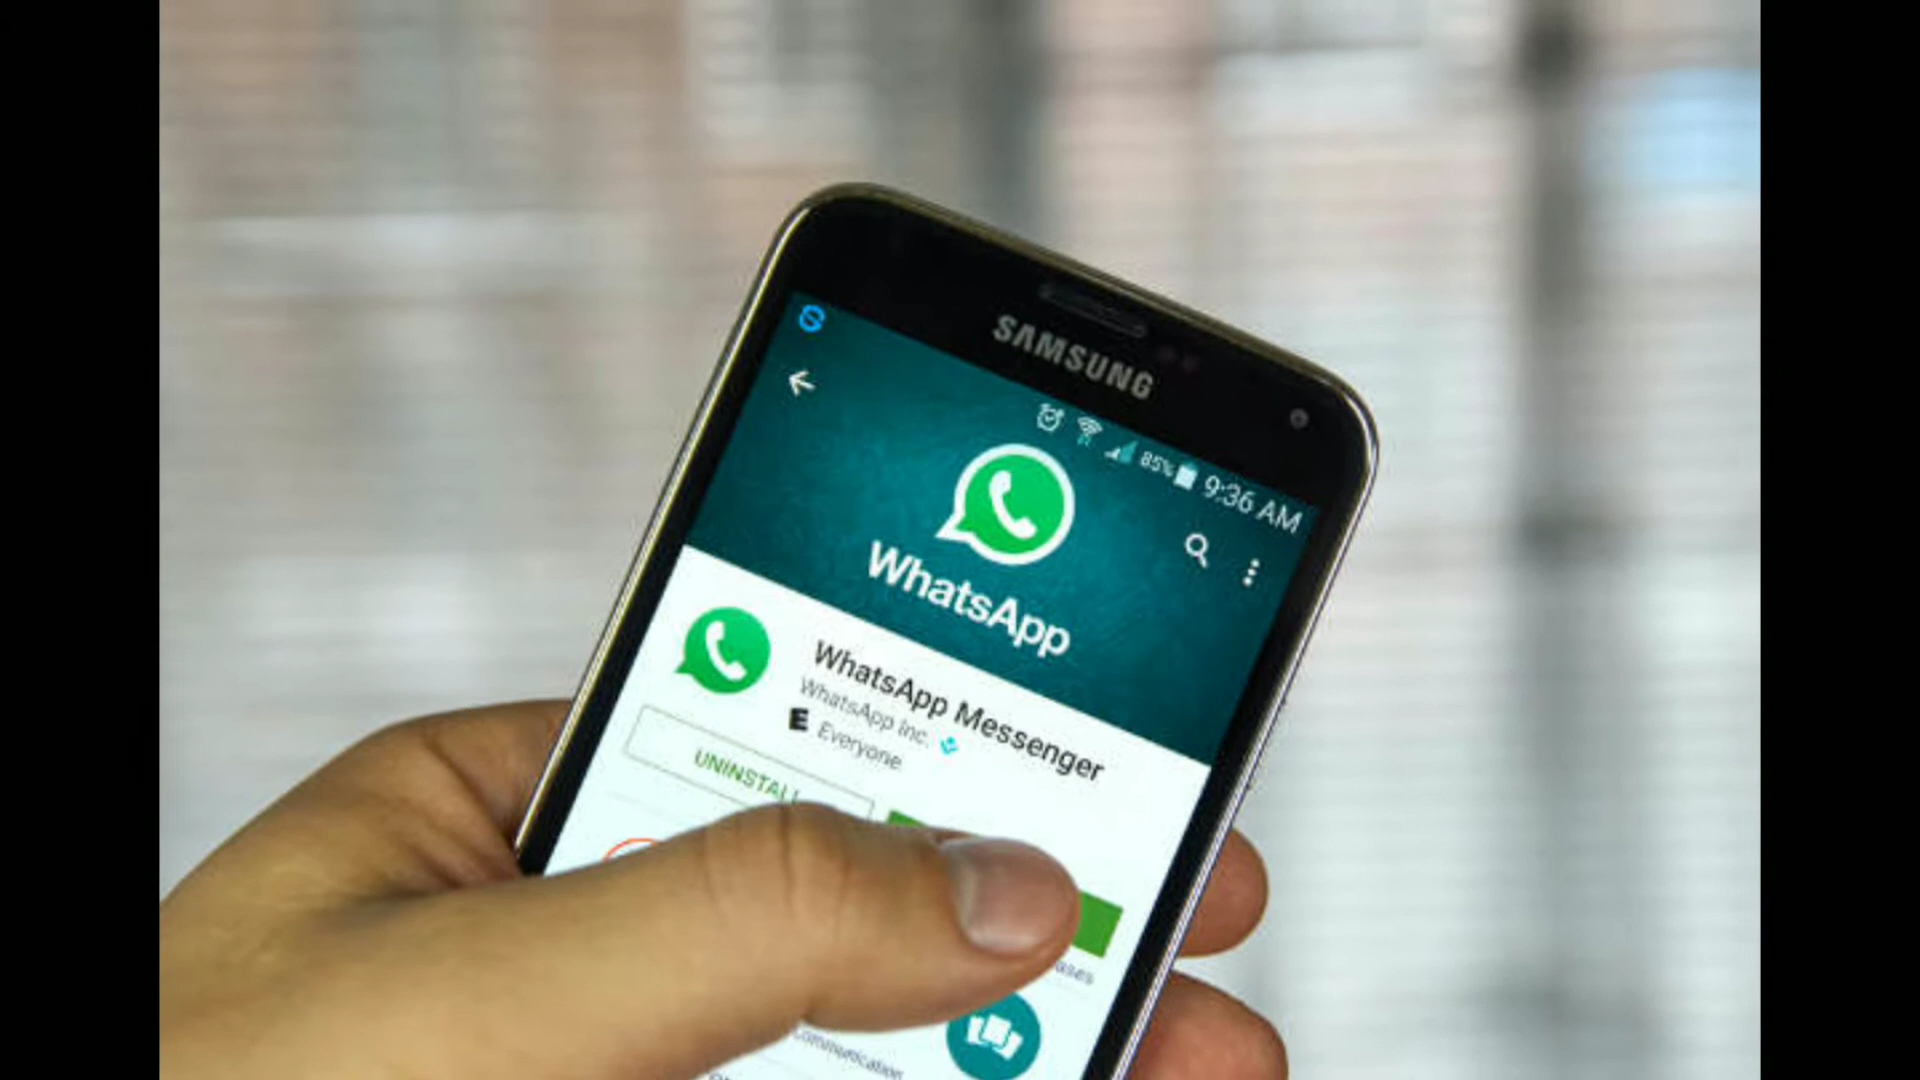 SAMSUNG
85% 9:36 AM
WhatsApp
WhatsApp Messenger
WhatsApp Inc.
E Everyone
UNINSTALL